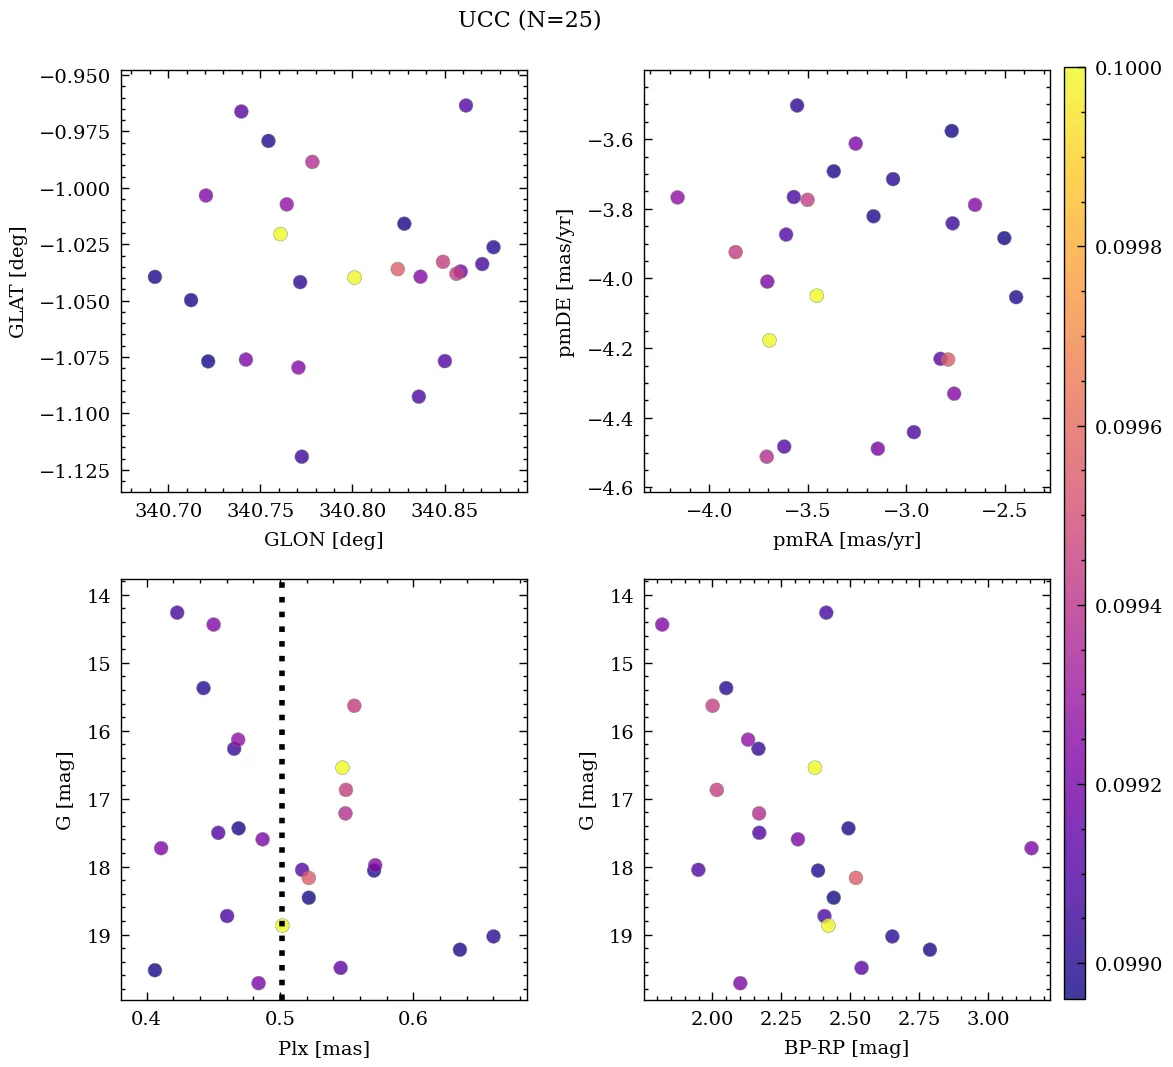 UCC (N=25)
−0.950
−0.975
−1.000
−1.025
−1.050
−1.075
−1.100
−1.125
GLAT [deg]
340.70 340.75 340.80 340.85
GLON [deg]
−3.6
−3.8
−4.0
−4.2
−4.4
−4.6
pmDE [mas/yr]
−4.0 −3.5 −3.0 −2.5
pmRA [mas/yr]
14
15
16
17
18
19
G [mag]
0.4 0.5 0.6
Plx [mas]
14
15
16
17
18
19
G [mag]
2.00 2.25 2.50 2.75 3.00
BP-RP [mag]
0.1000
0.0998
0.0996
0.0994
0.0992
0.0990